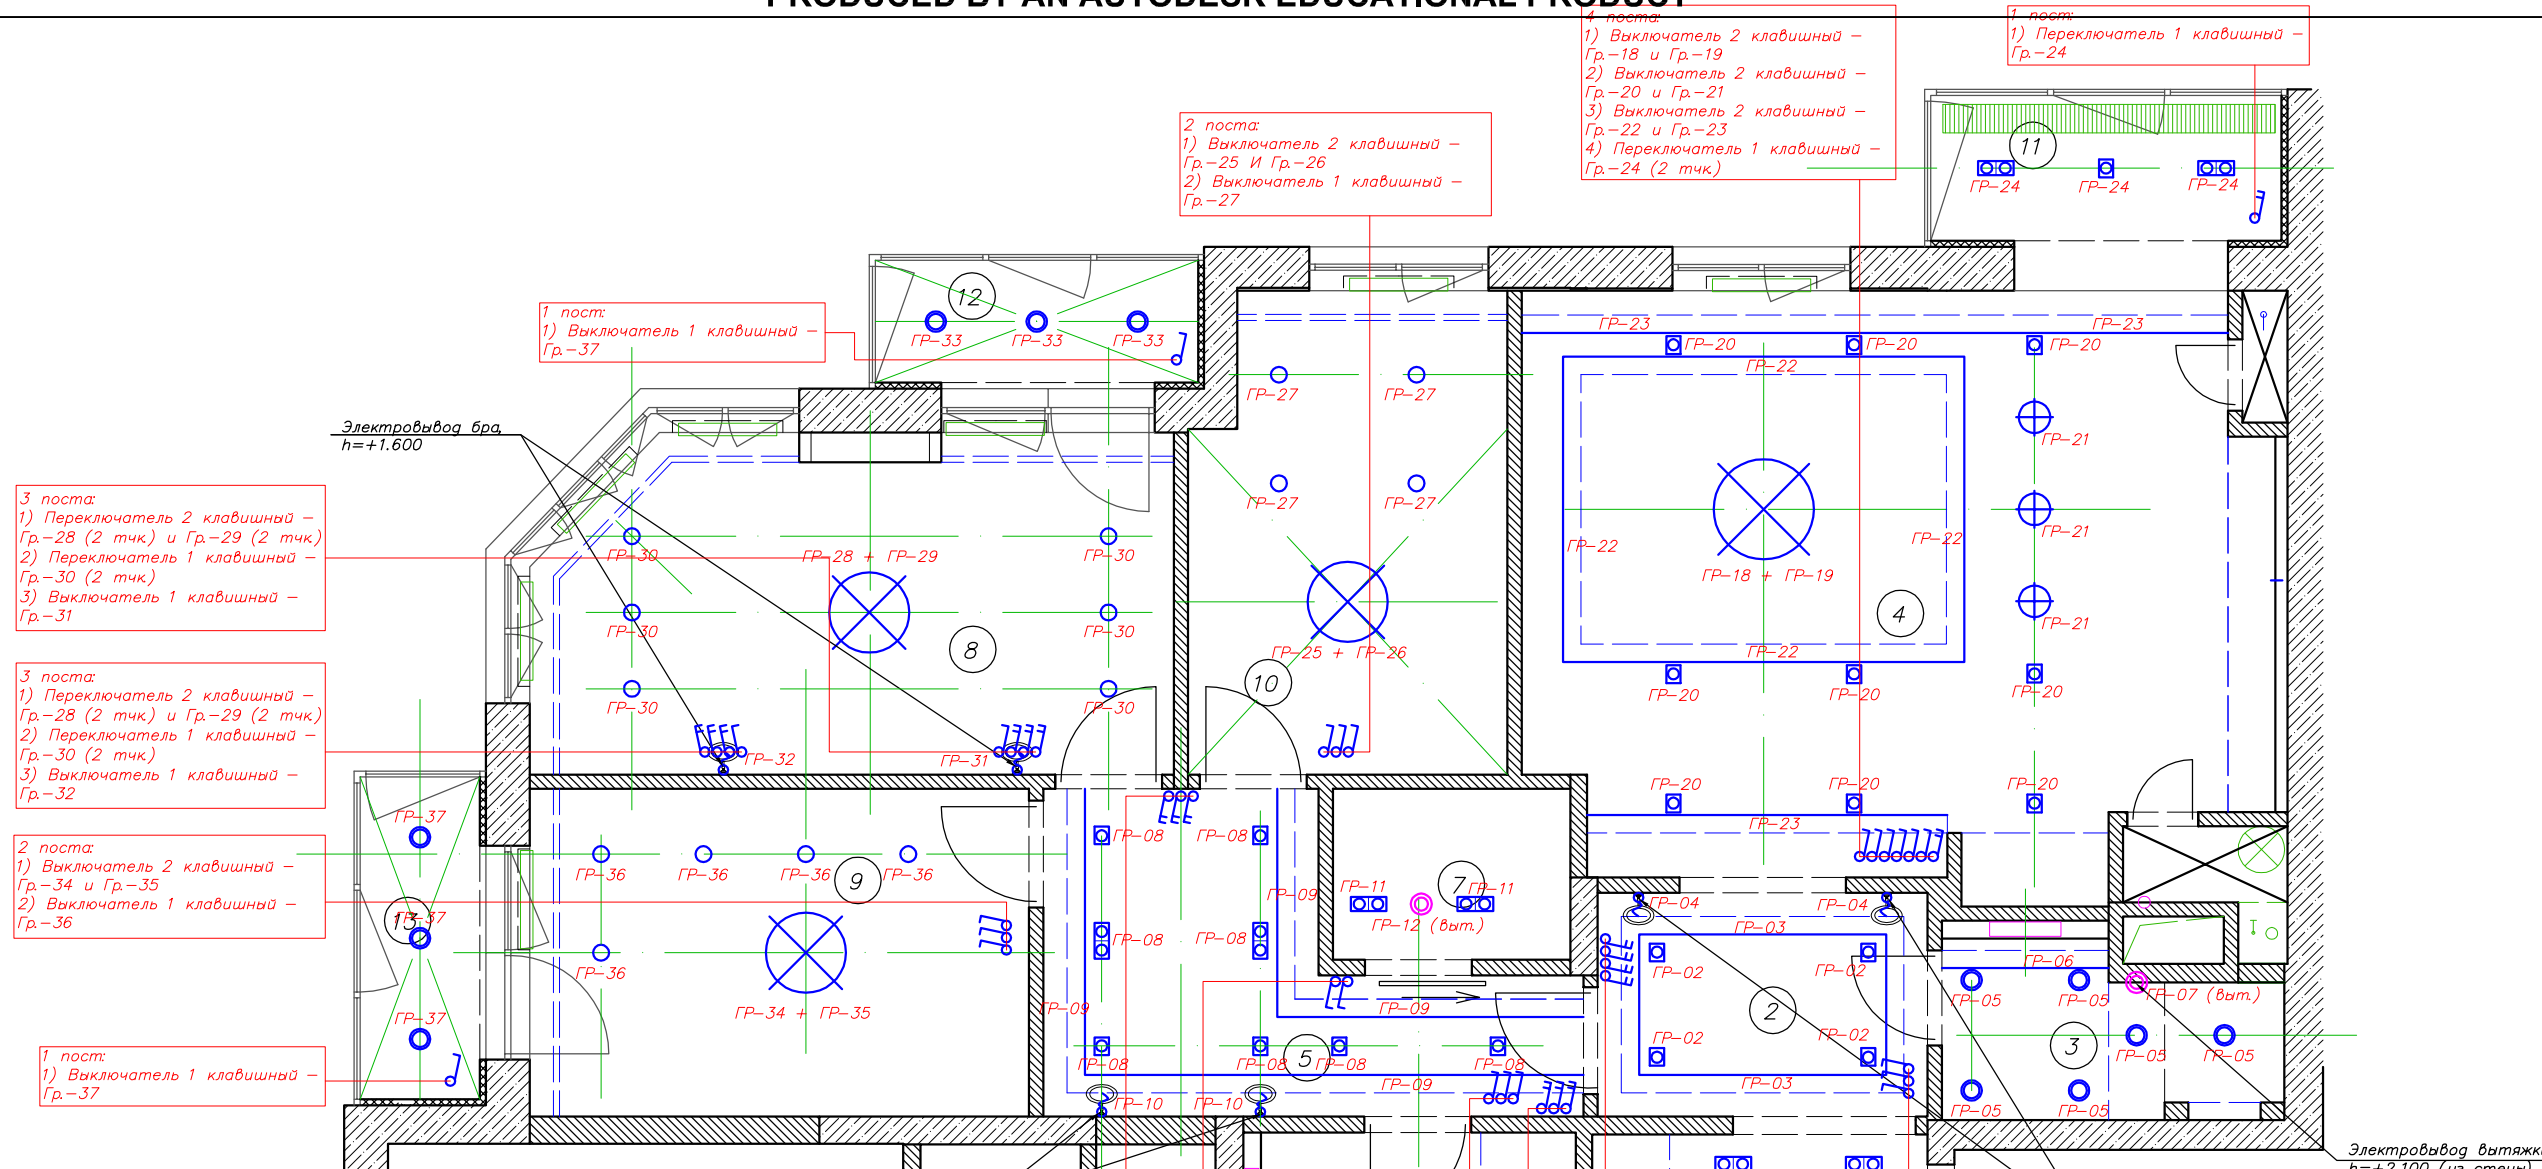 PRODUCED BY AN AUTODESK EDUCATIONAL PRODUCT
4 поста:
1) Выключатель 2 клавишный –
Гр.-18 и Гр.-19
2) Выключатель 2 клавишный –
Гр.-20 и Гр.-21
3) Выключатель 2 клавишный –
Гр.-22 и Гр.-23
4) Переключатель 1 клавишный –
Гр.-24 (2 тчк.)
1 пост:
1) Переключатель 1 клавишный –
Гр.-24
2 поста:
1) Выключатель 2 клавишный –
Гр.-25 И Гр.-26
2) Выключатель 1 клавишный –
Гр.-27
11
ГР-24
ГР-24
ГР-24
1 пост:
1) Выключатель 1 клавишный –
Гр.-37
12
ГР-33
ГР-33
ГР-33
ГР-23
ГР-23
ГР-20
ГР-20
ГР-20
ГР-22
ГР-27
ГР-27
Электровывод бра,
h=+1.600
ГР-21
3 поста:
1) Переключатель 2 клавишный –
Гр.-28 (2 тчк.) и Гр.-29 (2 тчк.)
2) Переключатель 1 клавишный –
Гр.-30 (2 тчк.)
3) Выключатель 1 клавишный –
Гр.-31
ГР-27
ГР-27
ГР-30
ГР-28 + ГР-29
ГР-30
ГР-22
ГР-22
ГР-21
ГР-18 + ГР-19
4
ГР-21
ГР-30
ГР-30
8
ГР-25 + ГР-26
ГР-22
10
3 поста:
1) Переключатель 2 клавишный –
Гр.-28 (2 тчк.) и Гр.-29 (2 тчк.)
2) Переключатель 1 клавишный –
Гр.-30 (2 тчк.)
3) Выключатель 1 клавишный –
Гр.-32
ГР-30
ГР-30
ГР-20
ГР-20
ГР-20
ГР-32
ГР-31
ГР-20
ГР-20
ГР-20
ГР-37
ГР-08
ГР-08
ГР-23
2 поста:
1) Выключатель 2 клавишный –
Гр.-34 и Гр.-35
2) Выключатель 1 клавишный –
Гр.-36
ГР-36
ГР-36
ГР-36
ГР-36
9
ГР-09
ГР-11
7
ГР-11
ГР-12 (выт.)
ГР-04
ГР-04
13
ГР-37
ГР-08
ГР-08
ГР-03
ГР-06
ГР-36
ГР-02
ГР-02
ГР-34 + ГР-35
ГР-09
ГР-09
2
ГР-05
ГР-05
ГР-07 (выт.)
ГР-37
ГР-02
ГР-02
3
ГР-05
ГР-05
1 пост:
1) Выключатель 1 клавишный –
Гр.-37
ГР-08
ГР-08
5
ГР-08
ГР-08
ГР-09
ГР-03
ГР-10
ГР-10
ГР-05
ГР-05
Электровывод вытяжк
h=+2.100 (из стены)